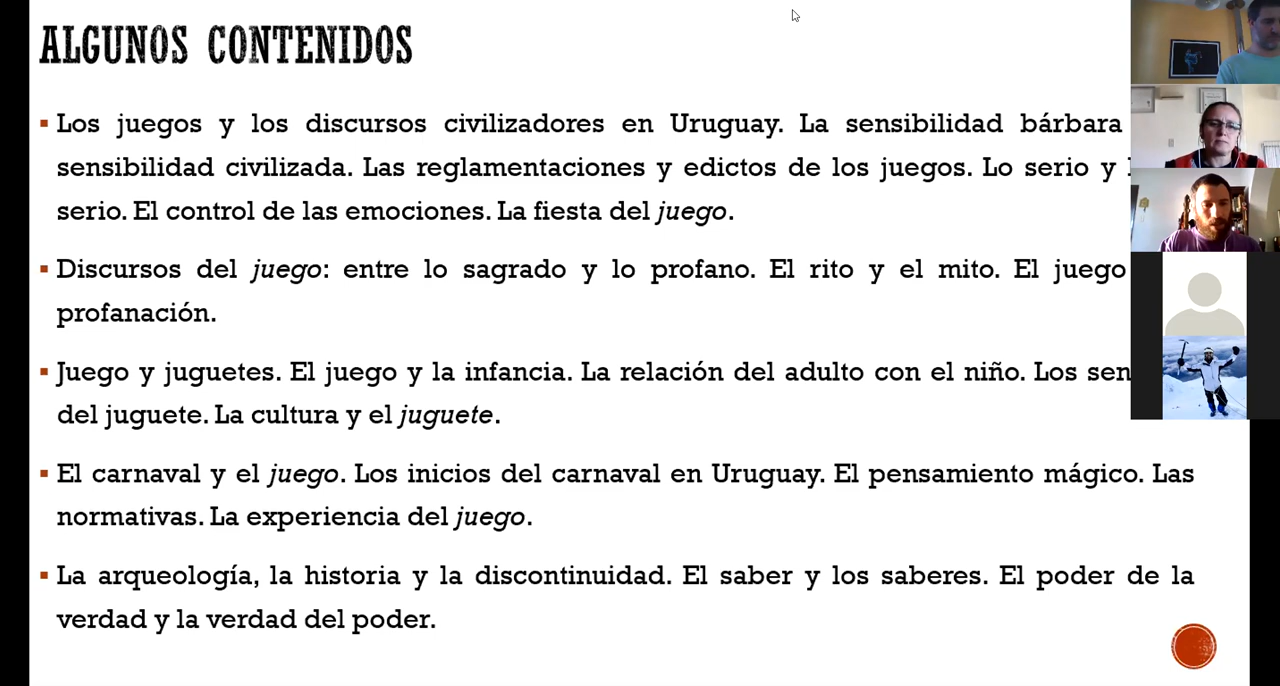 ALGUNOS CONTENIDOS
▪ Los juegos y los discursos civilizadores en Uruguay. La sensibilidad bárbara
sensibilidad civilizada. Las reglamentaciones y edictos de los juegos. Lo serio y
serio. El control de las emociones. La fiesta del juego.
▪ Discursos del juego: entre lo sagrado y lo profano. El rito y el mito. El juego
profanación.
▪ Juego y juguetes. El juego y la infancia. La relación del adulto con el niño. Los
del juguete. La cultura y el juguete.
▪ El carnaval y el juego. Los inicios del carnaval en Uruguay. El pensamiento mágico. Las
normativas. La experiencia del juego.
▪ La arqueología, la historia y la discontinuidad. El saber y los saberes. El poder de la
verdad y la verdad del poder.